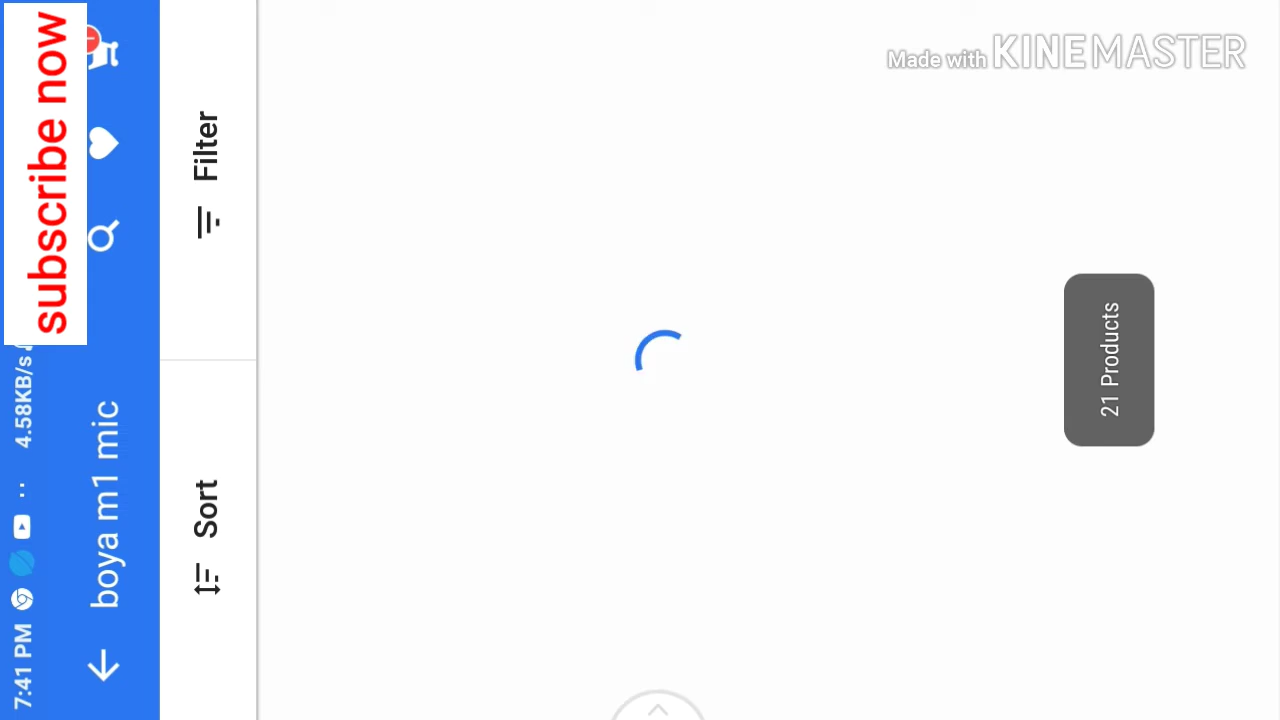 subscribe now
7:41 PM
4.58KB/s
boya m1 mic
Sort
Filter
21 Products
Made with KINEMASTER